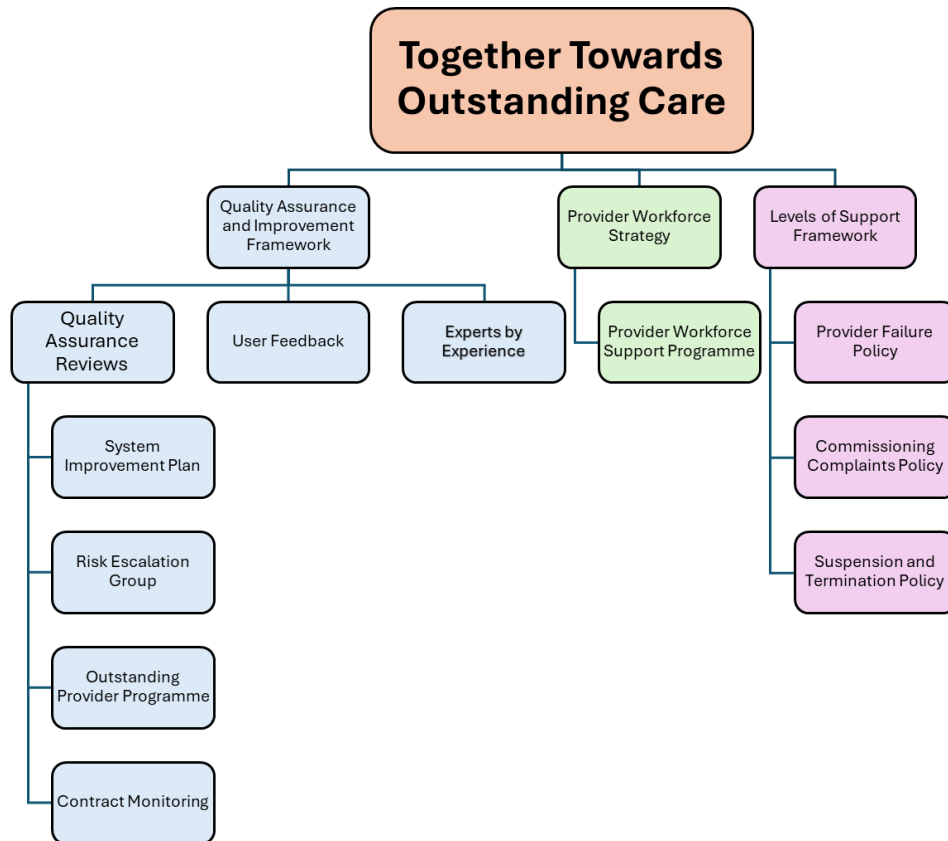 Together Towards
Outstanding Care
Quality Assurance
and Improvement
Framework
Provider Workforce
Strategy
Levels of Support
Framework
Quality
Assurance
Reviews
User Feedback
Experts by
Experience
Provider Workforce
Support Programme
Provider Failure
Policy
System
Improvement Plan
Commissioning
Complaints Policy
Risk Escalation
Group
Suspension and
Termination Policy
Outstanding
Provider Programme
Contract Monitoring